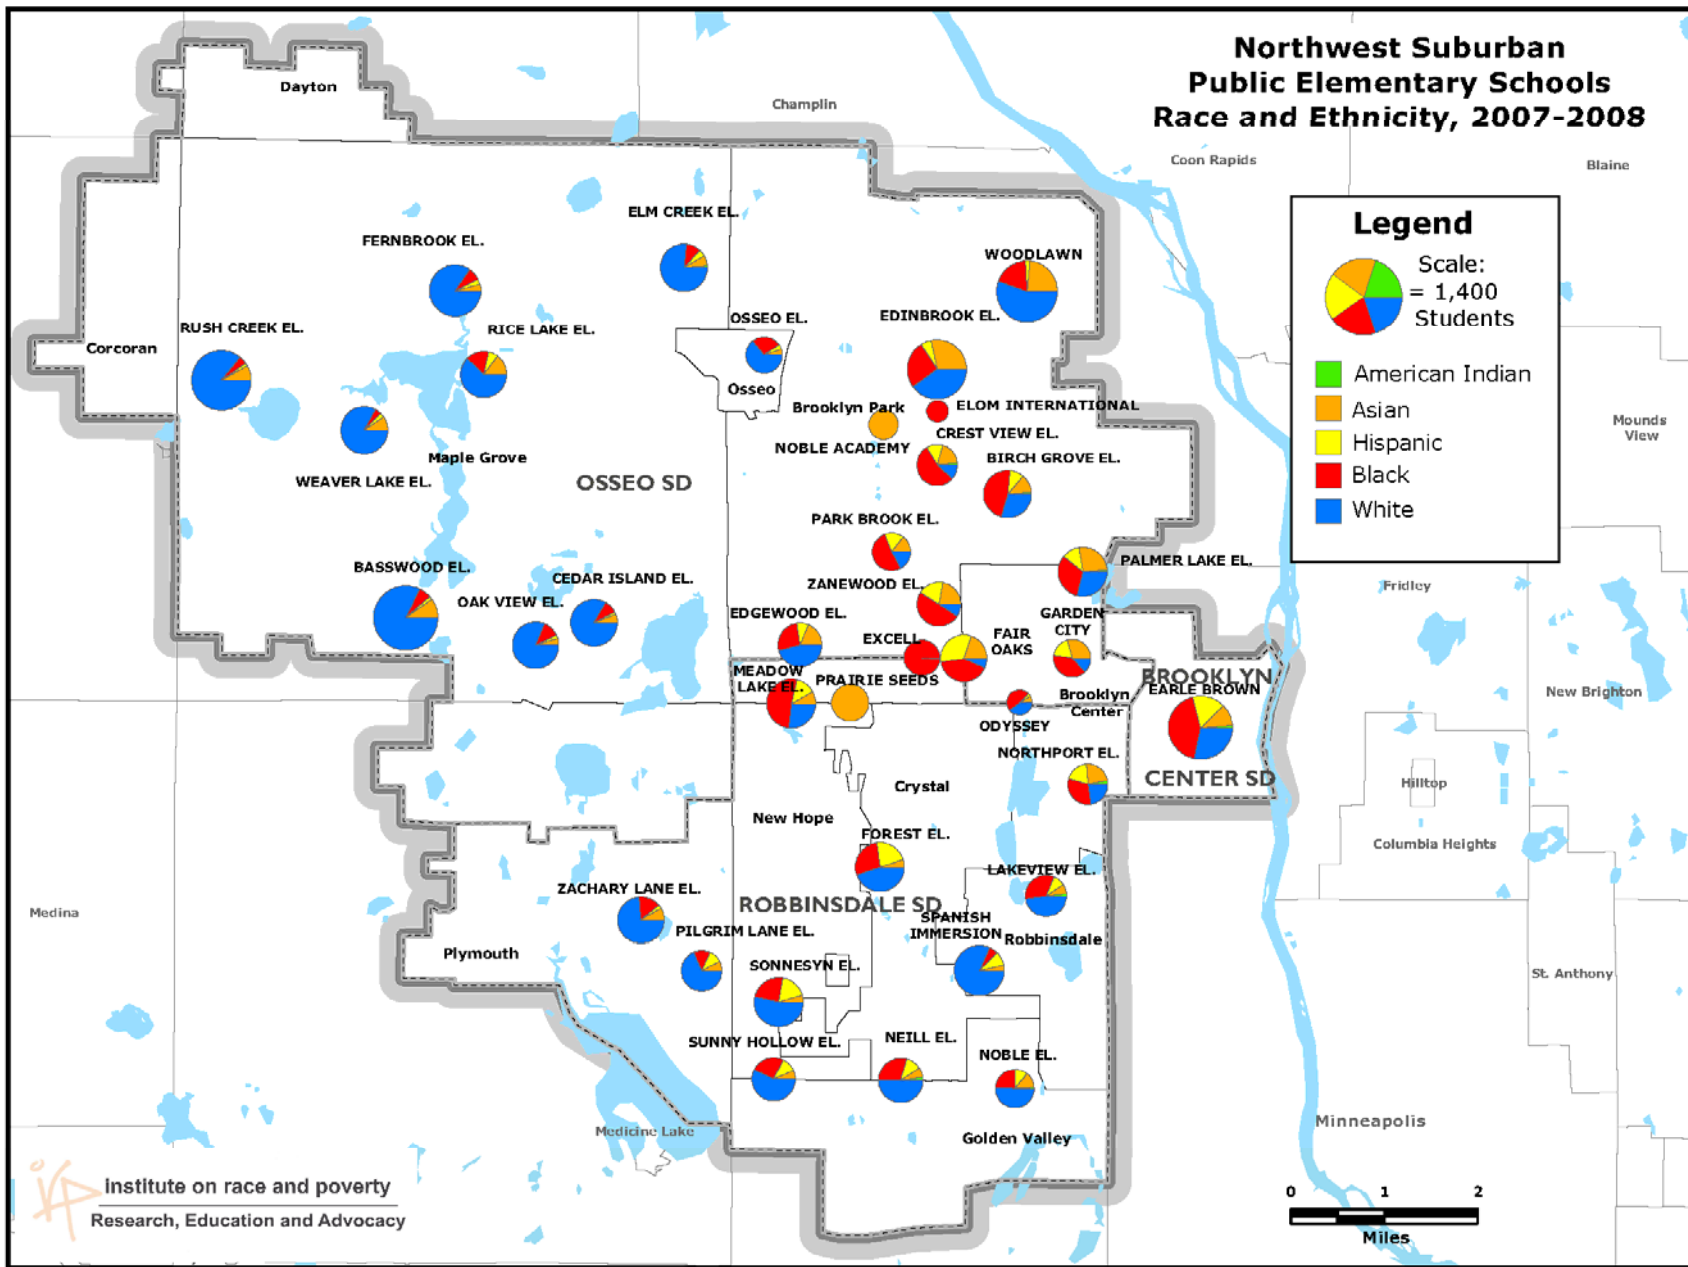 Northwest Suburban
Public Elementary Schools
Race and Ethnicity, 2007-2008
Dayton
Champlin
Coon Rapids
Blaine
Legend
Scale:
= 1,400
Students
American Indian
Asian
Hispanic
Black
White
ELM CREEK EL.
FERNBROOK EL.
WOODLAWN
RUSH CREEK EL.
RICE LAKE EL.
OSSEO EL.
EDINBROOK EL.
Corcoran
Osseo
Brooklyn Park
ELOM INTERNATIONAL
Mounds
View
NOBLE ACADEMY
CREST VIEW EL.
Maple Grove
BIRCH GROVE EL.
WEAVER LAKE EL.
OSSEO SD
PARK BROOK EL.
BASSWOOD EL.
CEDAR ISLAND EL.
ZANEWOOD EL.
PALMER LAKE EL.
Fridley
OAK VIEW EL.
EDGEWOOD EL.
GARDEN
CITY
EXCELL
FAIR
OAKS
MEADOW
LAKE EL.
PRAIRIE SEEDS
BROOKLYN
EARLE BROWN
New Brighton
Brooklyn
Center
ODYSSEY
NORTHPORT EL.
CENTER SD
Hilltop
Crystal
New Hope
FOREST EL.
Columbia Heights
LAKEVIEW EL.
ZACHARY LANE EL.
ROBBINSDALE SD
Medina
SPANISH
IMMERSION
Robbinsdale
PILGRIM LANE EL.
Plymouth
SONNESYN EL.
St. Anthony
SUNNY HOLLOW EL.
NEILL EL.
NOBLE EL.
Medicine Lake
Golden Valley
Minneapolis
institute on race and poverty
Research, Education and Advocacy
0 1 2
Miles